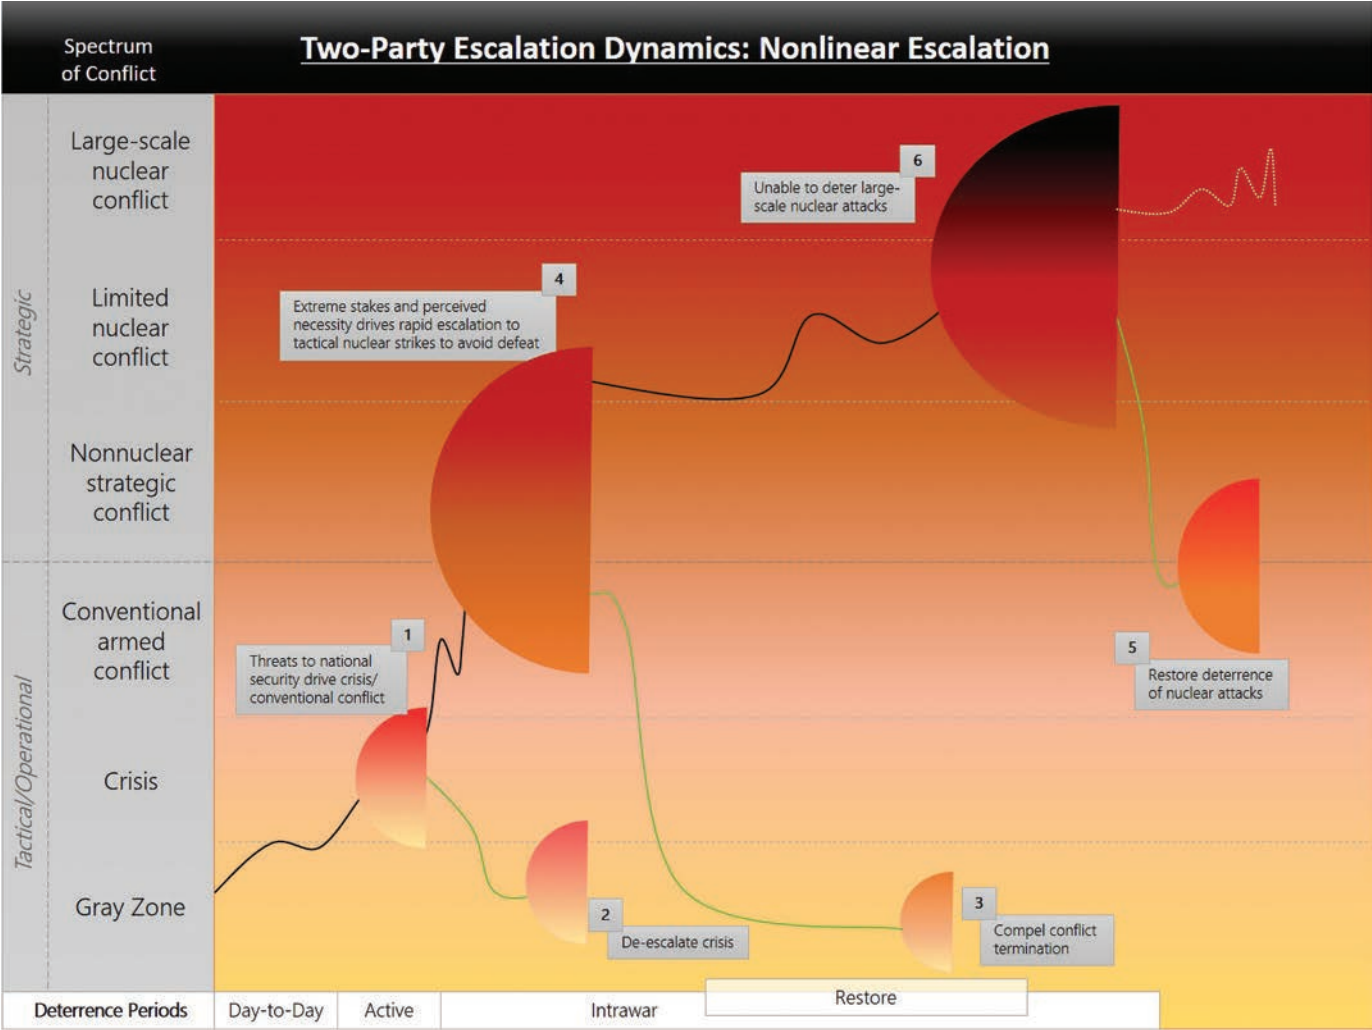 Spectrum
of Conflict
Two-Party Escalation Dynamics: Nonlinear Escalation
Strategic
Large-scale
nuclear
conflict
Limited
nuclear
conflict
Nonnuclear
strategic
conflict
Tactical/Operational
Conventional
armed
conflict
Crisis
Gray Zone
6
Unable to deter large-
scale nuclear attacks
4
Extreme stakes and perceived
necessity drives rapid escalation to
tactical nuclear strikes to avoid defeat
1
Threats to national
security drive crisis/
conventional conflict
5
Restore deterrence
of nuclear attacks
2
De-escalate crisis
3
Compel conflict
termination
Deterrence Periods
Day-to-Day
Active
Intrawar
Restore